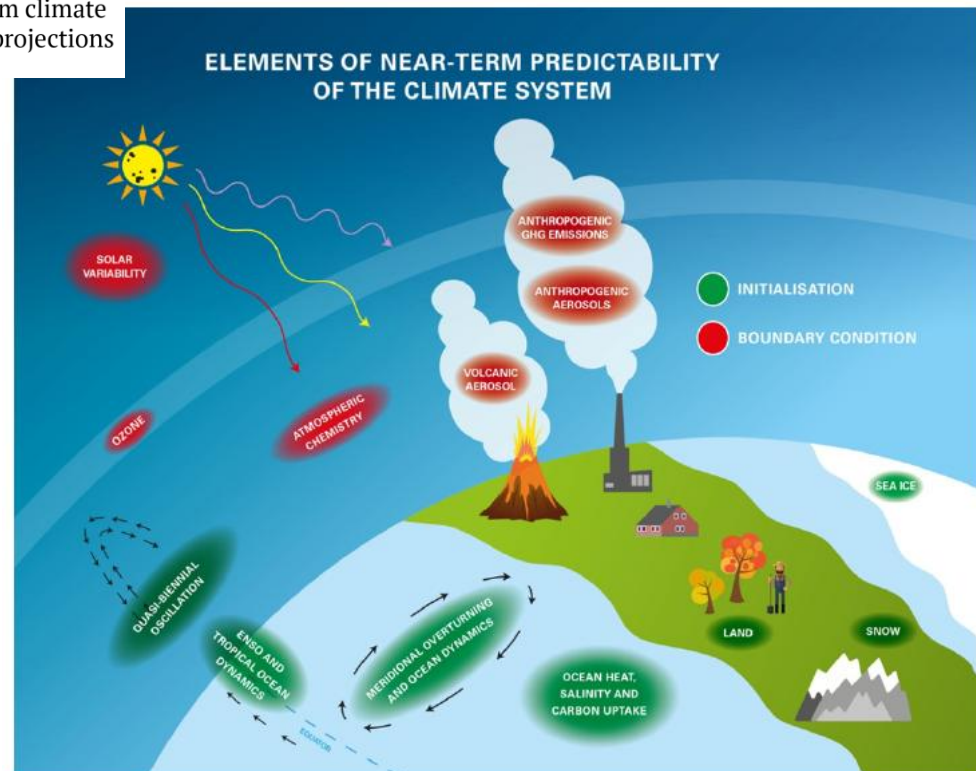 m climate
projections
ELEMENTS OF NEAR-TERM PREDICTABILITY
OF THE CLIMATE SYSTEM
ANTHROPOGENIC
GHG EMISSIONS
SOLAR
VARIABILITY
ANTHROPOGENIC
AEROSOLS
INITIALISATION
BOUNDARY CONDITION
VOLCANIC
AEROSOL
OZONE
ATMOSPHERIC
CHEMISTRY
SEA ICE
QUASI-BIENNIAL
OSCILLATION
ENSO AND
TROPICAL OCEAN
DYNAMICS
MERIDIONAL OVERTURNING
AND OCEAN DYNAMICS
LAND
SNOW
OCEAN HEAT,
SALINITY AND
CARBON UPTAKE
EQUATOR